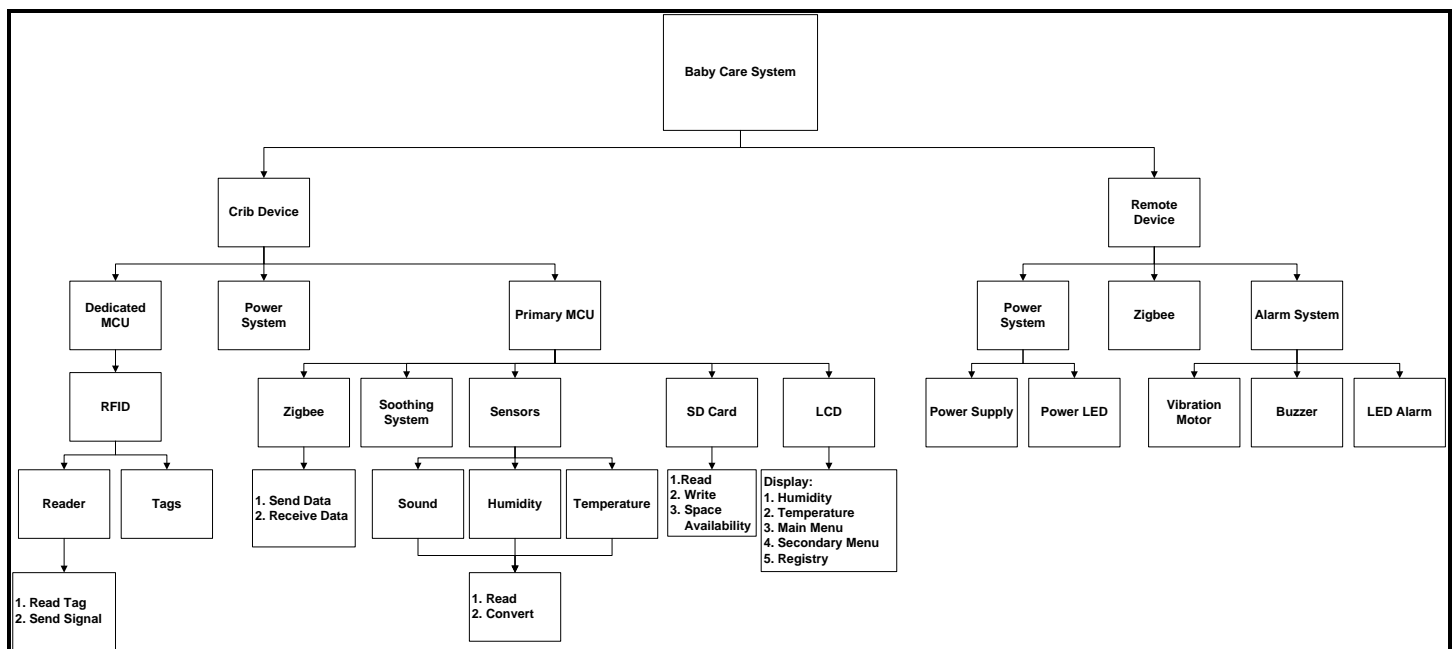 Baby Care System
Crib Device
Remote
Device
Dedicated
MCU
Power
System
Primary MCU
Power
System
Zigbee
Alarm System
RFID
Zigbee
Soothing
System
Sensors
SD Card
LCD
Power Supply
Power LED
Vibration
Motor
Buzzer
LED Alarm
Reader
Tags
1. Send Data
2. Receive Data
Sound
Humidity
Temperature
1.Read
2. Write
3. Space
Availability
Display:
1. Humidity
2. Temperature
3. Main Menu
4. Secondary Menu
5. Registry
1. Read Tag
2. Send Signal
1. Read
2. Convert